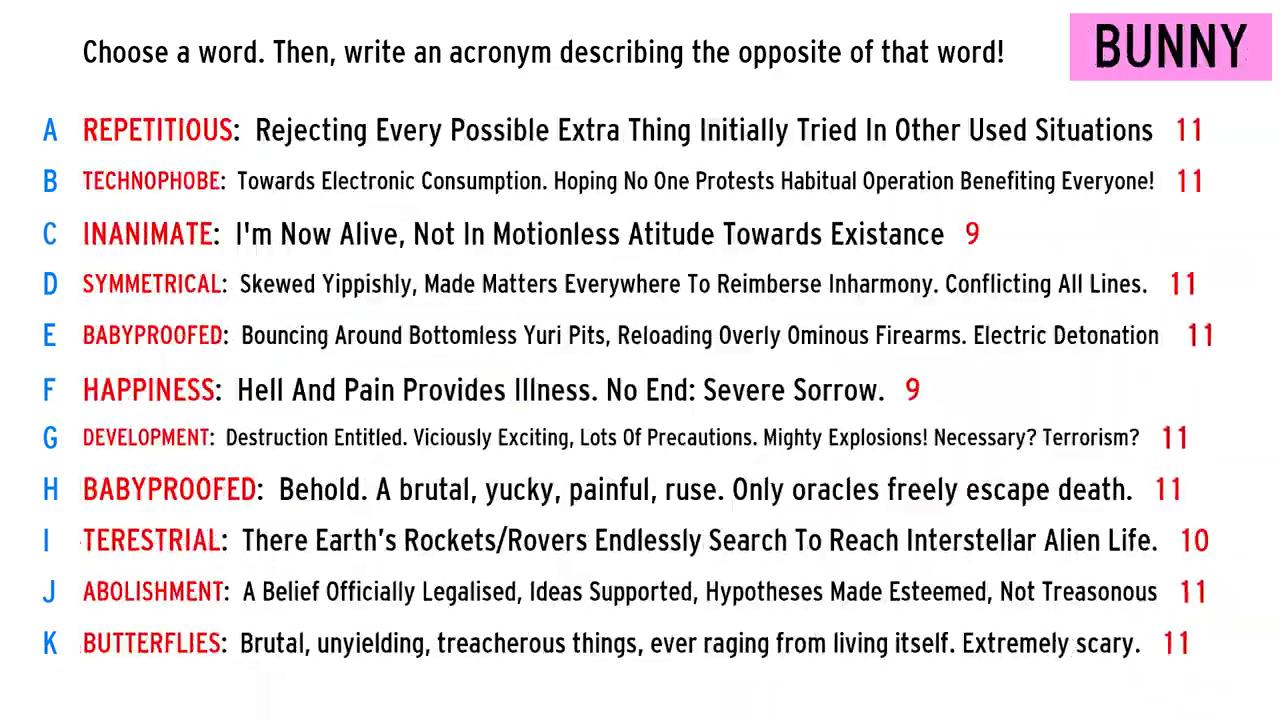 Choose a word. Then, write an acronym describing the opposite of that word!
BUNNY
A REPETITIOUS: Rejecting Every Possible Extra Thing Initially Tried In Other Used Situations 11
B TECHNOPHOBE: Towards Electronic Consumption. Hoping No One Protests Habitual Operation Benefiting Everyone! 11
C INANIMATE: I'm Now Alive, Not In Motionless Atitude Towards Existance 9
D SYMMETRICAL: Skewed Yippishly, Made Matters Everywhere To Reimberse Inharmony. Conflicting All Lines. 11
E BABYPROOFED: Bouncing Around Bottomless Yuri Pits, Reloading Overly Ominous Firearms. Electric Detonation 11
F HAPPINESS: Hell And Pain Provides Illness. No End: Severe Sorrow. 9
G DEVELOPMENT: Destruction Entitled. Viciously Exciting, Lots Of Precautions. Mighty Explosions! Necessary? Terrorism? 11
H BABYPROOFED: Behold. A brutal, yucky, painful, ruse. Only oracles freely escape death. 11
I TERESTRIAL: There Earth's Rockets/Rovers Endlessly Search To Reach Interstellar Alien Life. 10
J ABOLISHMENT: A Belief Officially Legalised, Ideas Supported, Hypotheses Made Esteemed, Not Treasonous 11
K BUTTERFLIES: Brutal, unyielding, treacherous things, ever raging from living itself. Extremely scary. 11